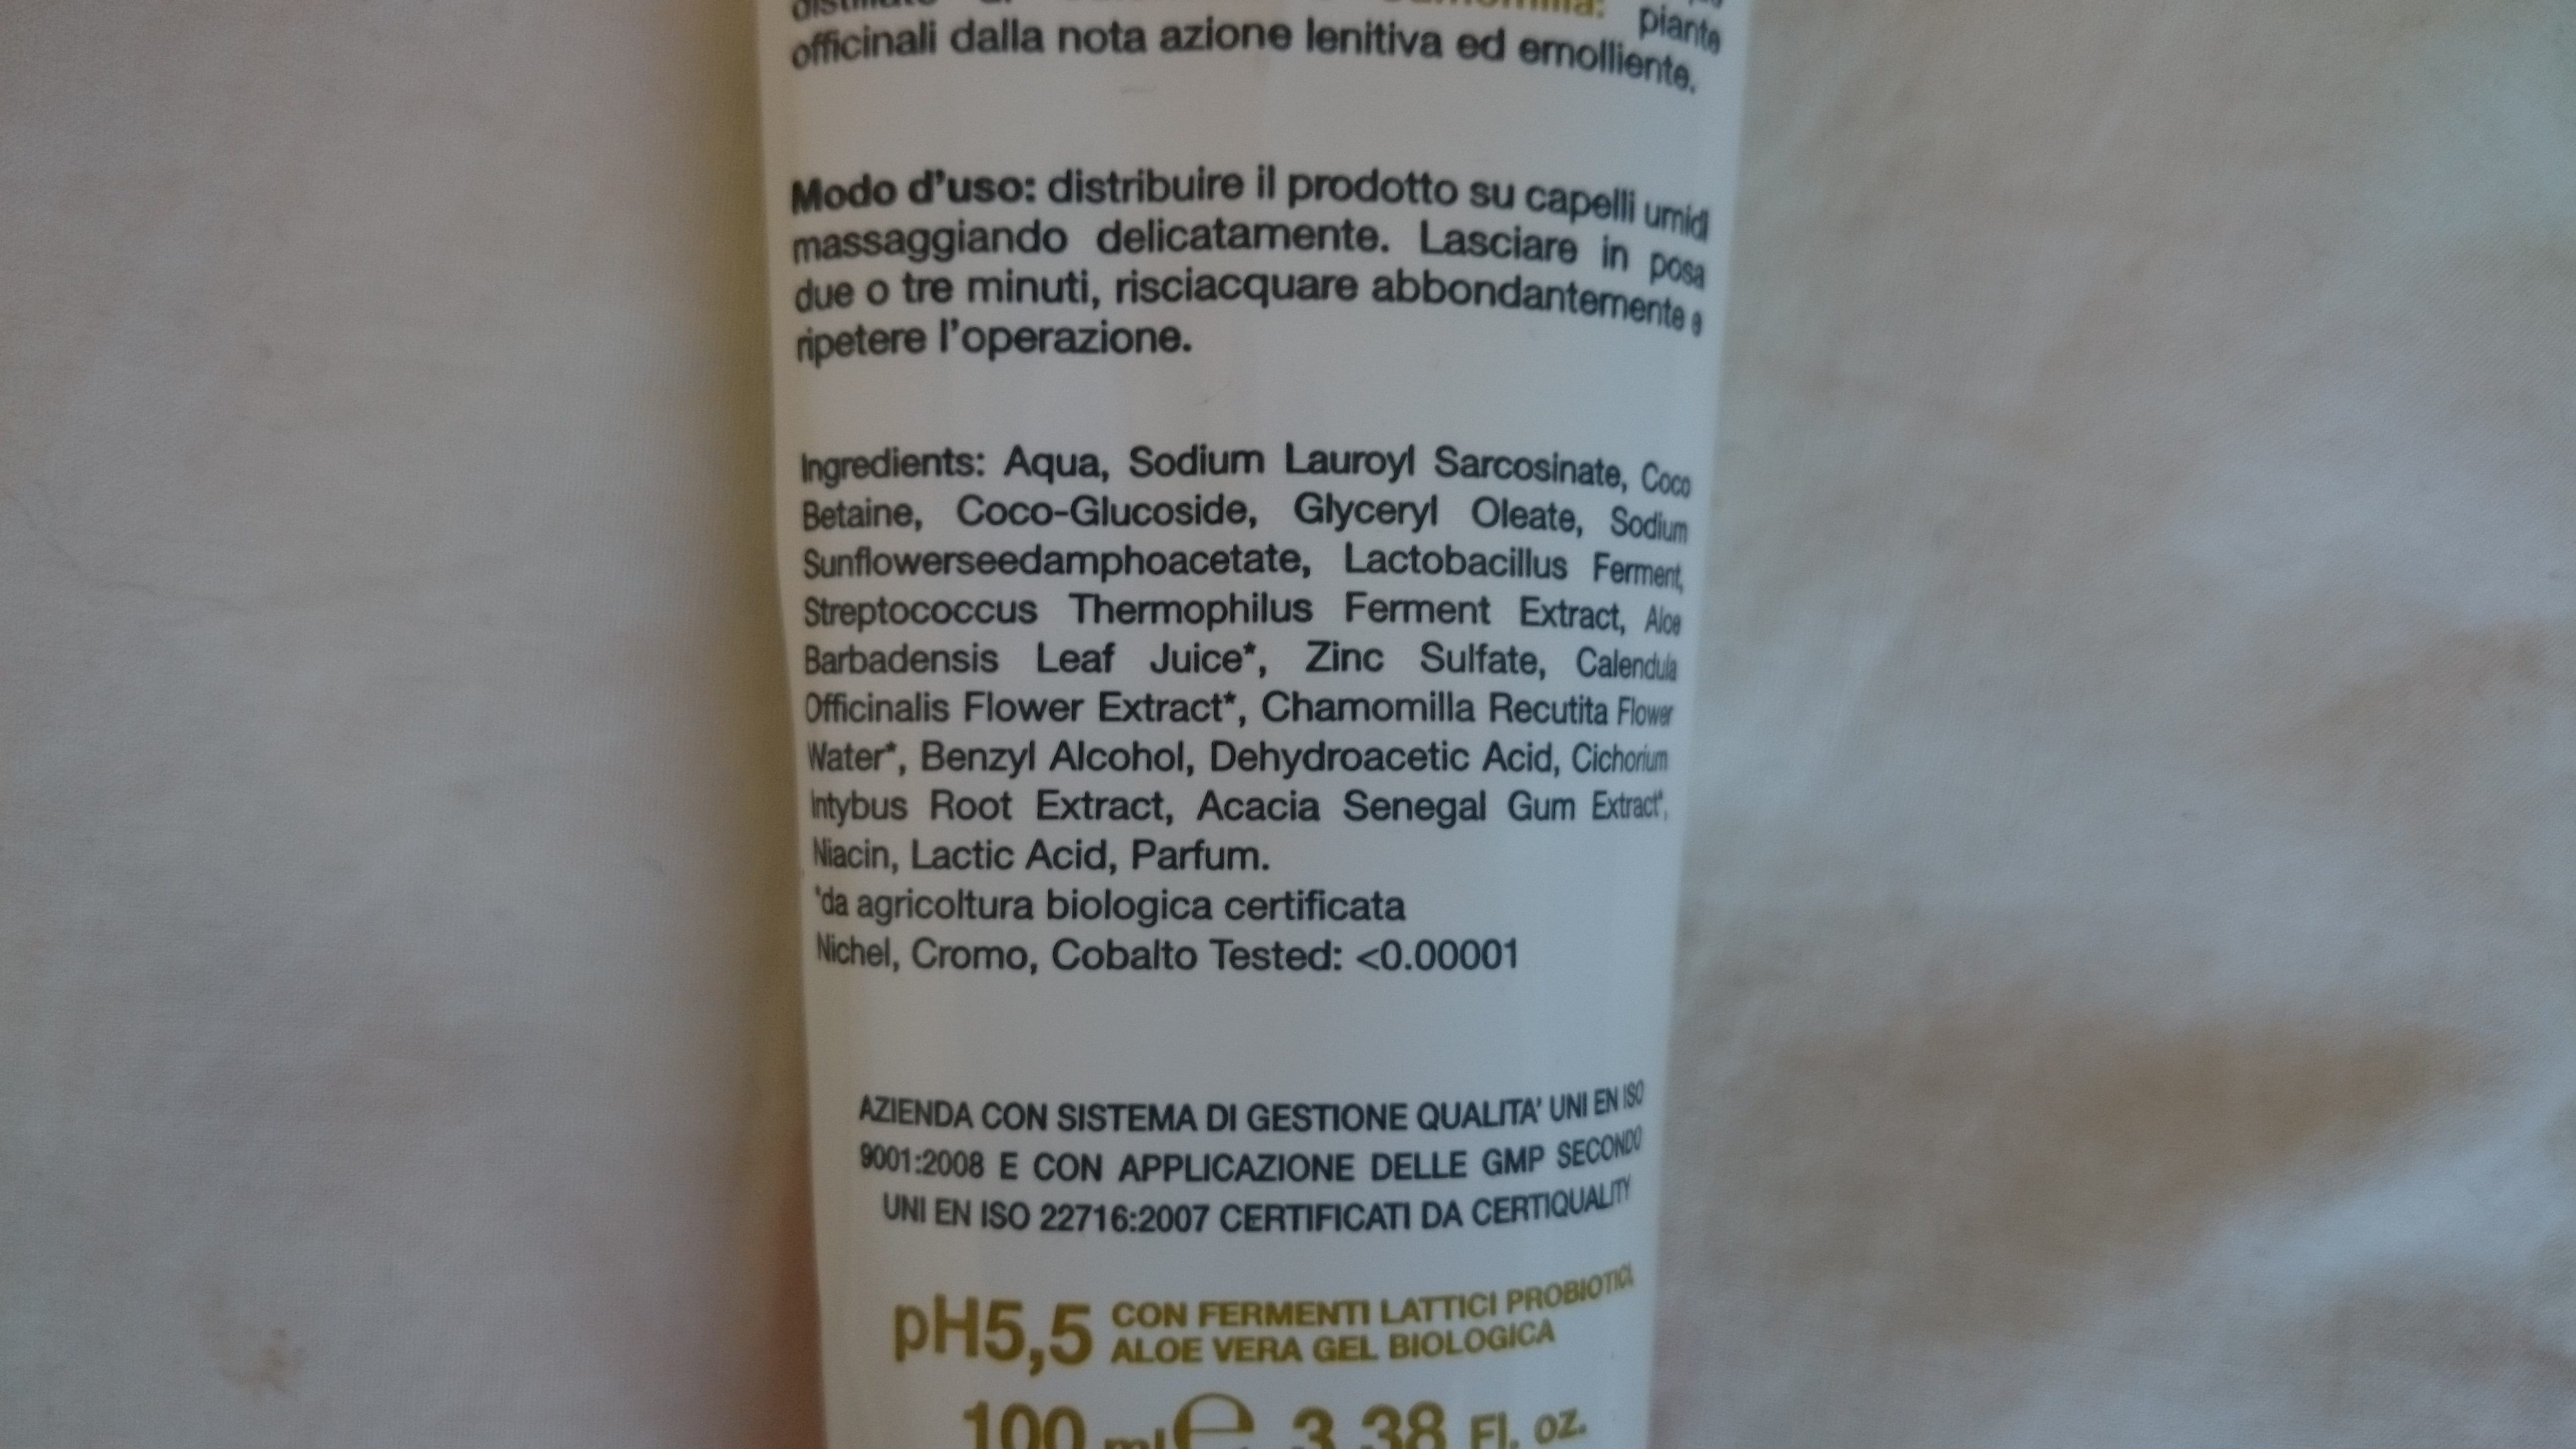 piante
officinali dalla nota azione lenitiva ed emolliente.
Modo d'uso: distribuire il prodotto su capelli umidi
massaggiando delicatamente. Lasciare in posa
due o tre minuti, risciacquare abbondantemente e
ripetere l'operazione.
Ingredients: Aqua, Sodium Lauroyl Sarcosinate, Coco
Betaine, Coco-Glucoside, Glyceryl Oleate, Sodium
Sunflowerseedamphoacetate, Lactobacillus Ferment,
Streptococcus Thermophilus Ferment Extract, Aloe
Barbadensis Leaf Juice*, Zinc Sulfate, Calendula
Officinalis Flower Extract*, Chamomilla Recutita Flower
Water*, Benzyl Alcohol, Dehydroacetic Acid, Cichorium
Intybus Root Extract, Acacia Senegal Gum Extract*,
Niacin, Lactic Acid, Parfum.
*da agricoltura biologica certificata
Nichel, Cromo, Cobalto Tested: <0.00001
AZIENDA CON SISTEMA DI GESTIONE QUALITA' UNI EN ISO
9001:2008 E CON APPLICAZIONE DELLE GMP SECONDO
UNI EN ISO 22716:2007 CERTIFICATI DA CERTIQUALITY
pH5,5 CON FERMENTI LATTICI PROBIOTICI,
ALOE VERA GEL BIOLOGICA
100 ml e 3.38 Fl. oz.